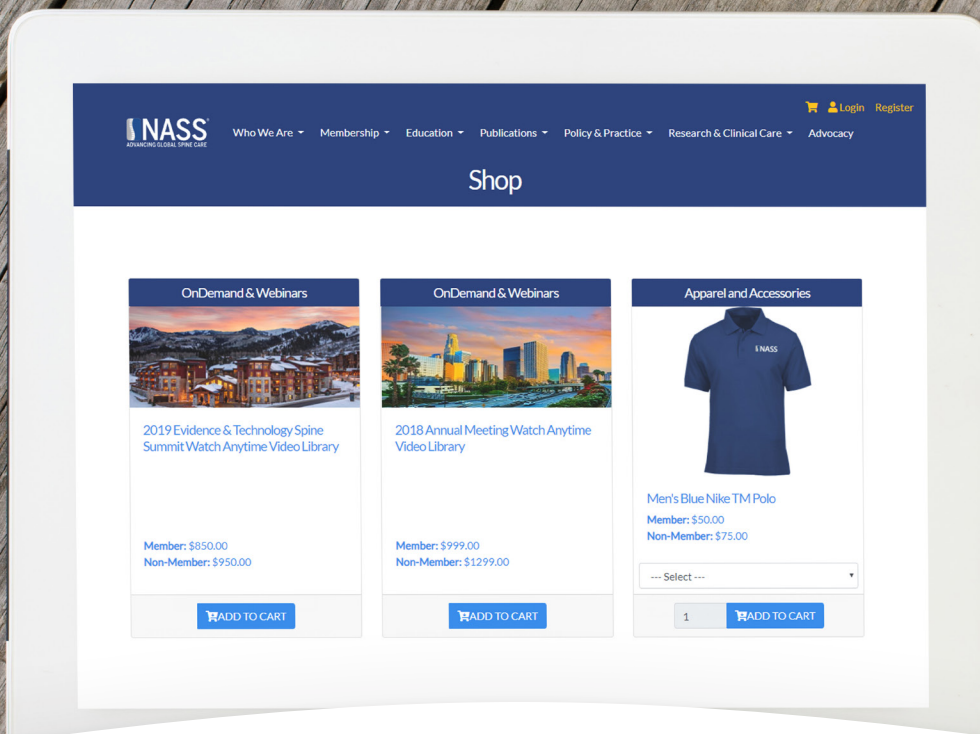 Login Register
NASS
ADVANCING GLOBAL SPINE CARE
Who We Are Membership Education Publications Policy & Practice Research & Clinical Care Advocacy
Shop
OnDemand & Webinars
2019 Evidence & Technology Spine
Summit Watch Anytime Video Library
Member: $850.00
Non-Member: $950.00
ADD TO CART
OnDemand & Webinars
2018 Annual Meeting Watch Anytime
Video Library
Member: $999.00
Non-Member: $1299.00
ADD TO CART
Apparel and Accessories
NASS
Men's Blue Nike TM Polo
Member: $50.00
Non-Member: $75.00
--- Select ---
1 ADD TO CART